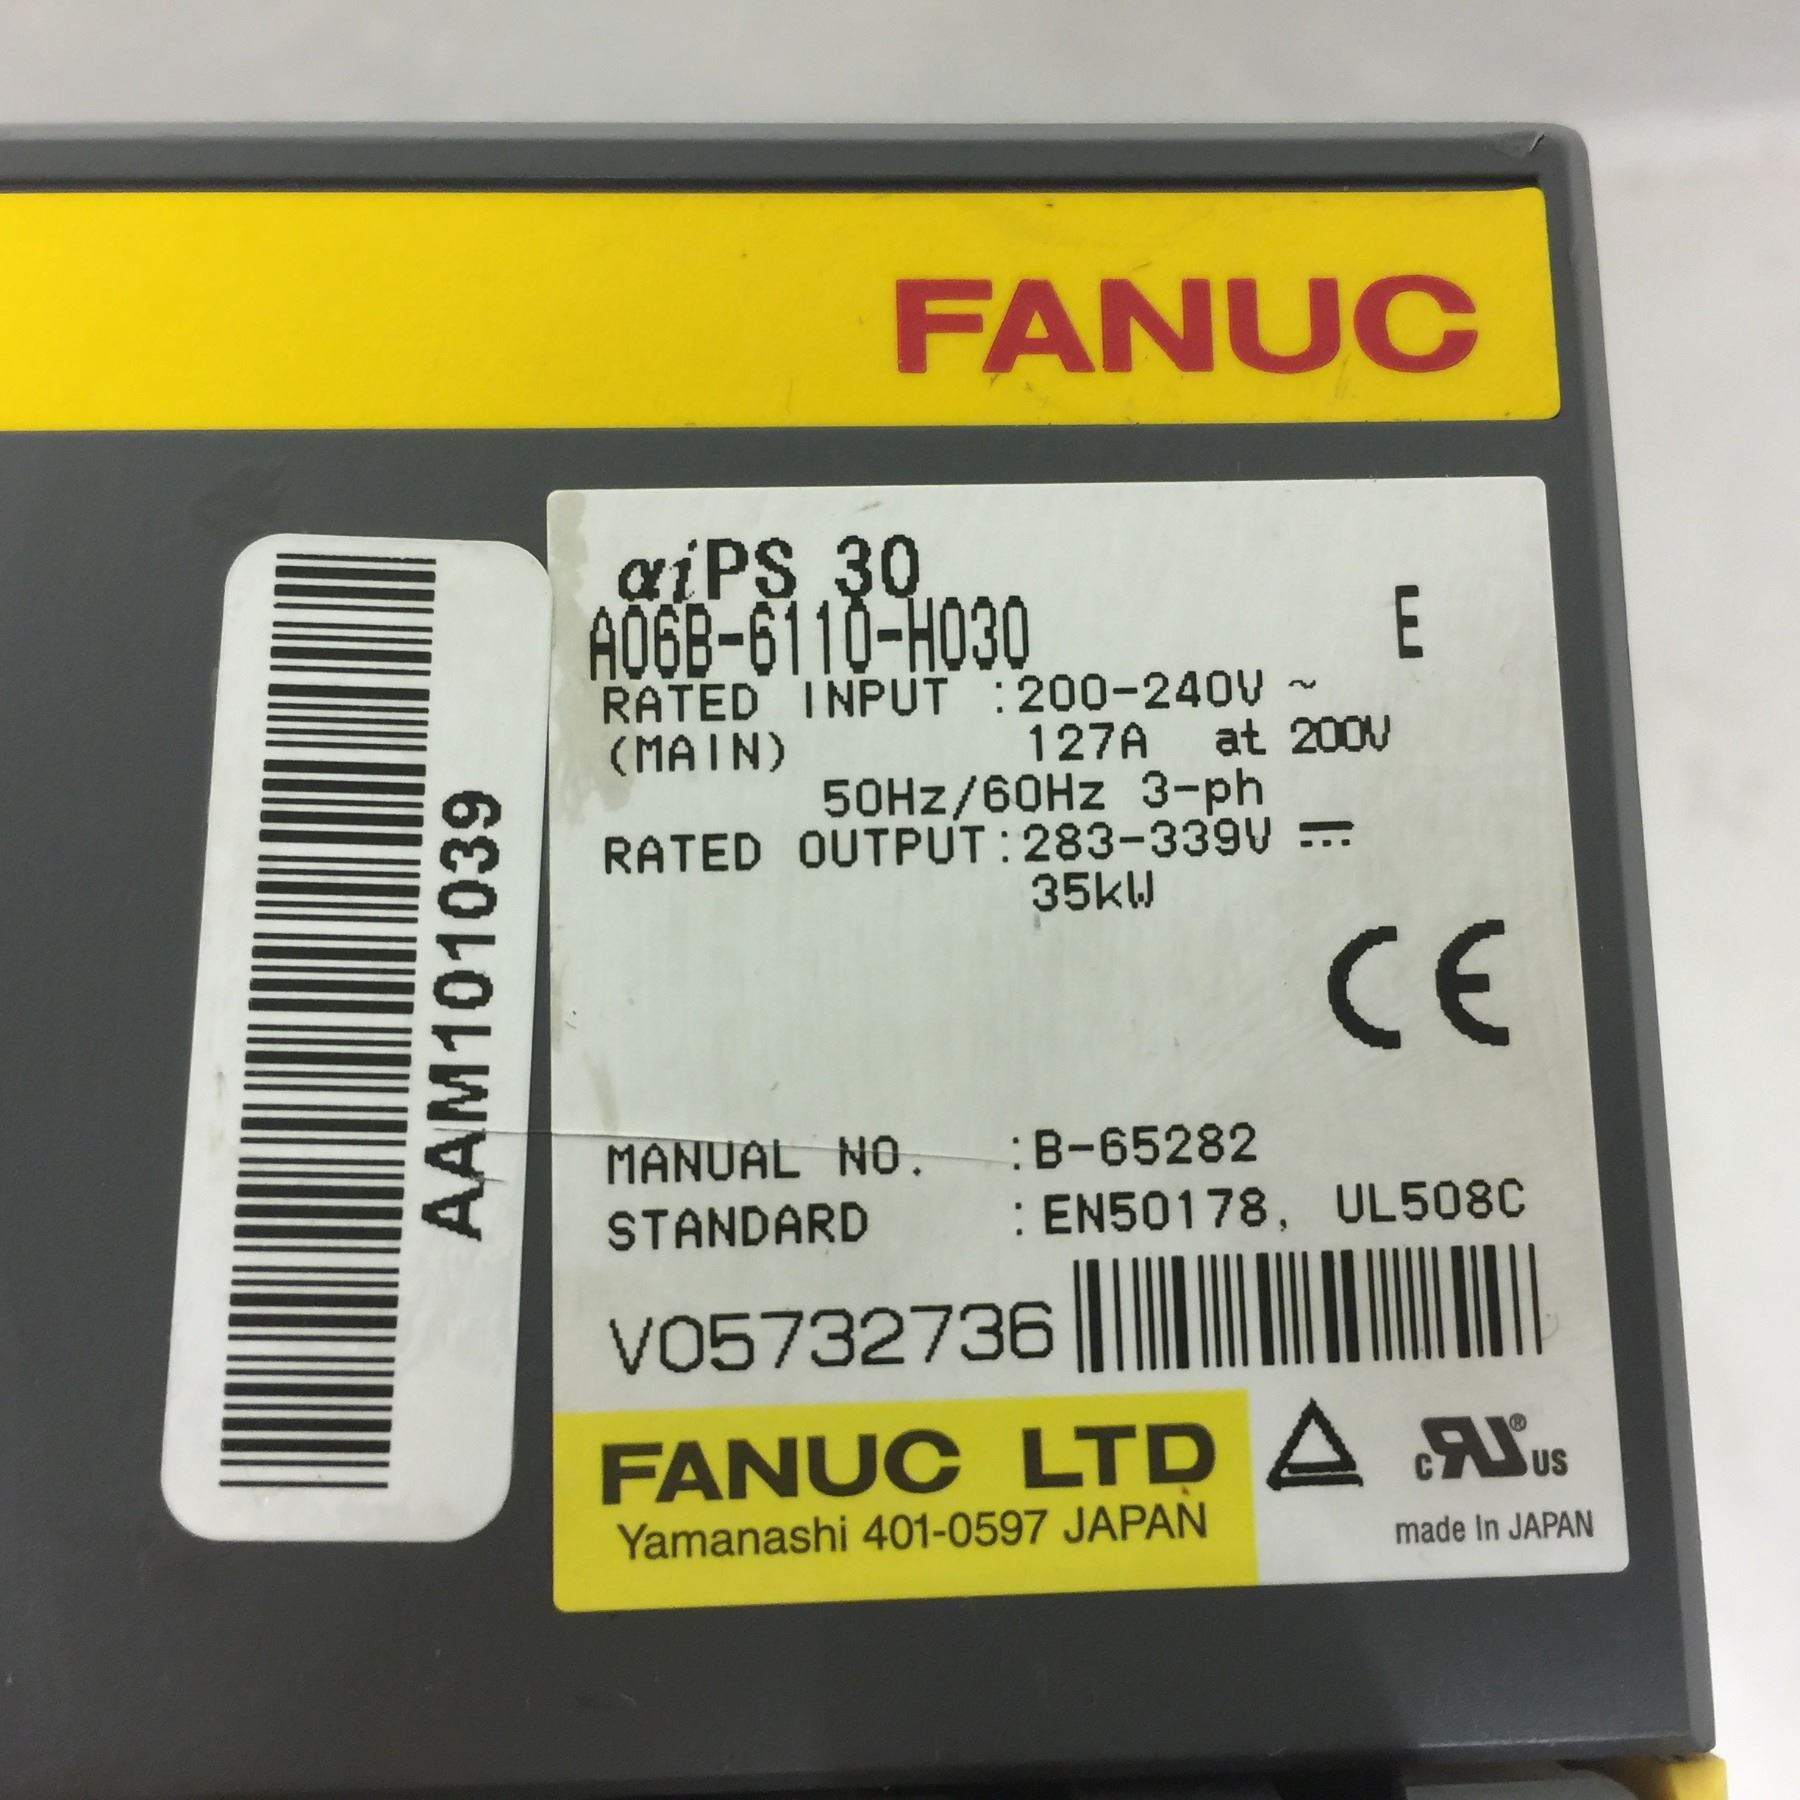 FANUC
αiPS 30
A06B-6110-H030 E
RATED INPUT :200-240V ~
(MAIN) 127A at 200V
50Hz/60Hz 3-ph
RATED OUTPUT:283-339V ⎓
35kW
CE
MANUAL NO. :B-65282
STANDARD :EN50178, UL508C
V05732736
FANUC LTD
Yamanashi 401-0597 JAPAN
c RU ® US
made In JAPAN
AAM101039